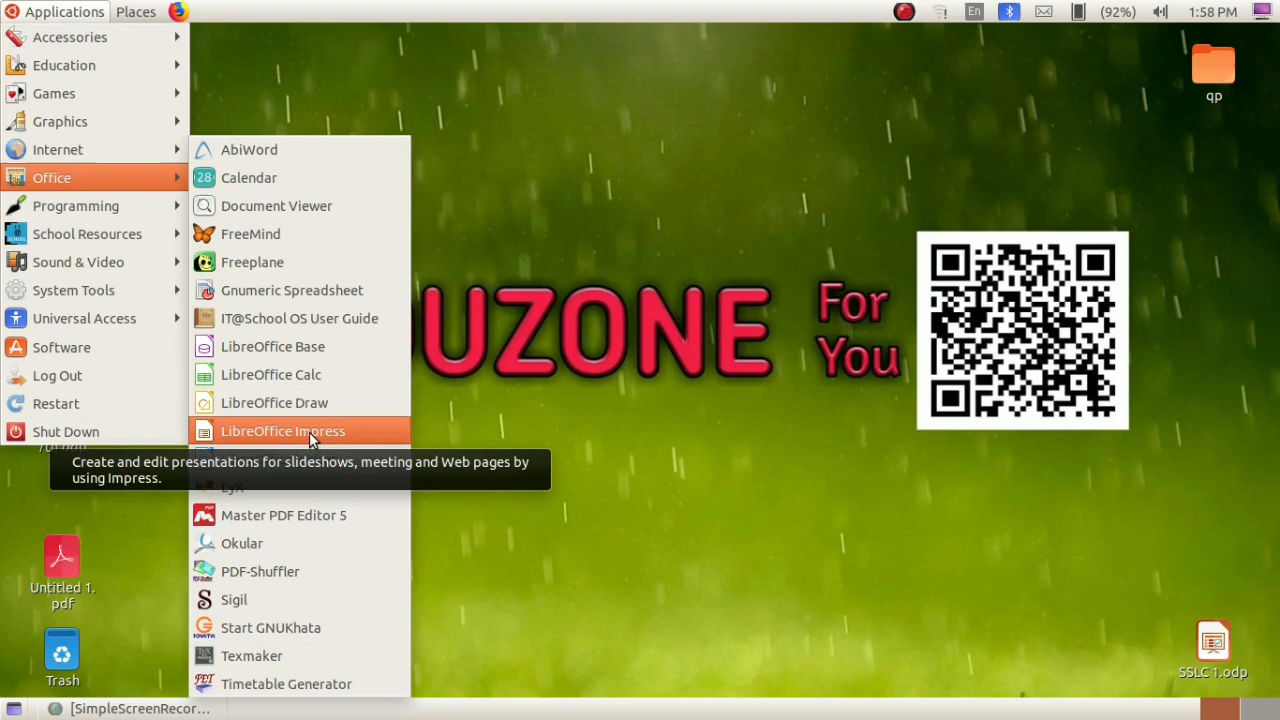 Applications Places
En (92%) 1:58 PM
Accessories
Education
Games
Graphics
Internet
Office
Programming
School Resources
Sound & Video
System Tools
Universal Access
Software
Log Out
Restart
Shut Down
AbiWord
28 Calendar
Document Viewer
FreeMind
Freeplane
Gnumeric Spreadsheet
IT@School OS User Guide
LibreOffice Base
LibreOffice Calc
LibreOffice Draw
LibreOffice Impress
Create and edit presentations for slideshows, meeting and Web pages by
using Impress.
LyX
Master PDF Editor 5
Okular
PDF-Shuffler
Sigil
Start GNUKhata
Texmaker
Timetable Generator
UZONE
For
You
qp
Untitled 1.
pdf
Trash
SSLC 1.odp
[SimpleScreenRecor...